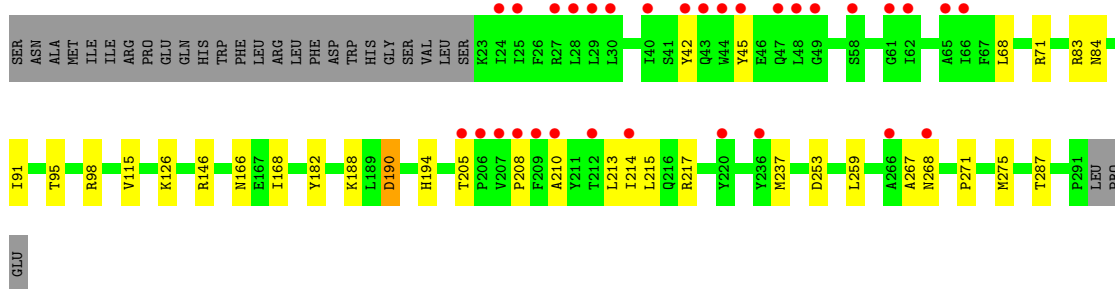 SER ASN ALA MET ILE ILE ARG PRO GLU GLN HIS TRP PHE LEU ARG LEU PHE ASP TRP HIS GLY SER VAL LEU SER K23 I24 I25 F26 R27 L28 L29 L30 I40 S41 Y42 Q43 W44 Y45 E46 Q47 L48 G49 S58 G61 I62 A65 I66 F67 L68 R71 R83 N84
I91 T95 R98 V115 K126 R146 N166 E167 I168 Y182 K188 L189 D190 H194 T205 P206 V207 P208 F209 A210 Y211 T212 L213 I214 L215 Q216 R217 Y220 Y236 M237 D253 L259 A266 A267 N268 P271 M275 T287 P291 LEU PRO
GLU